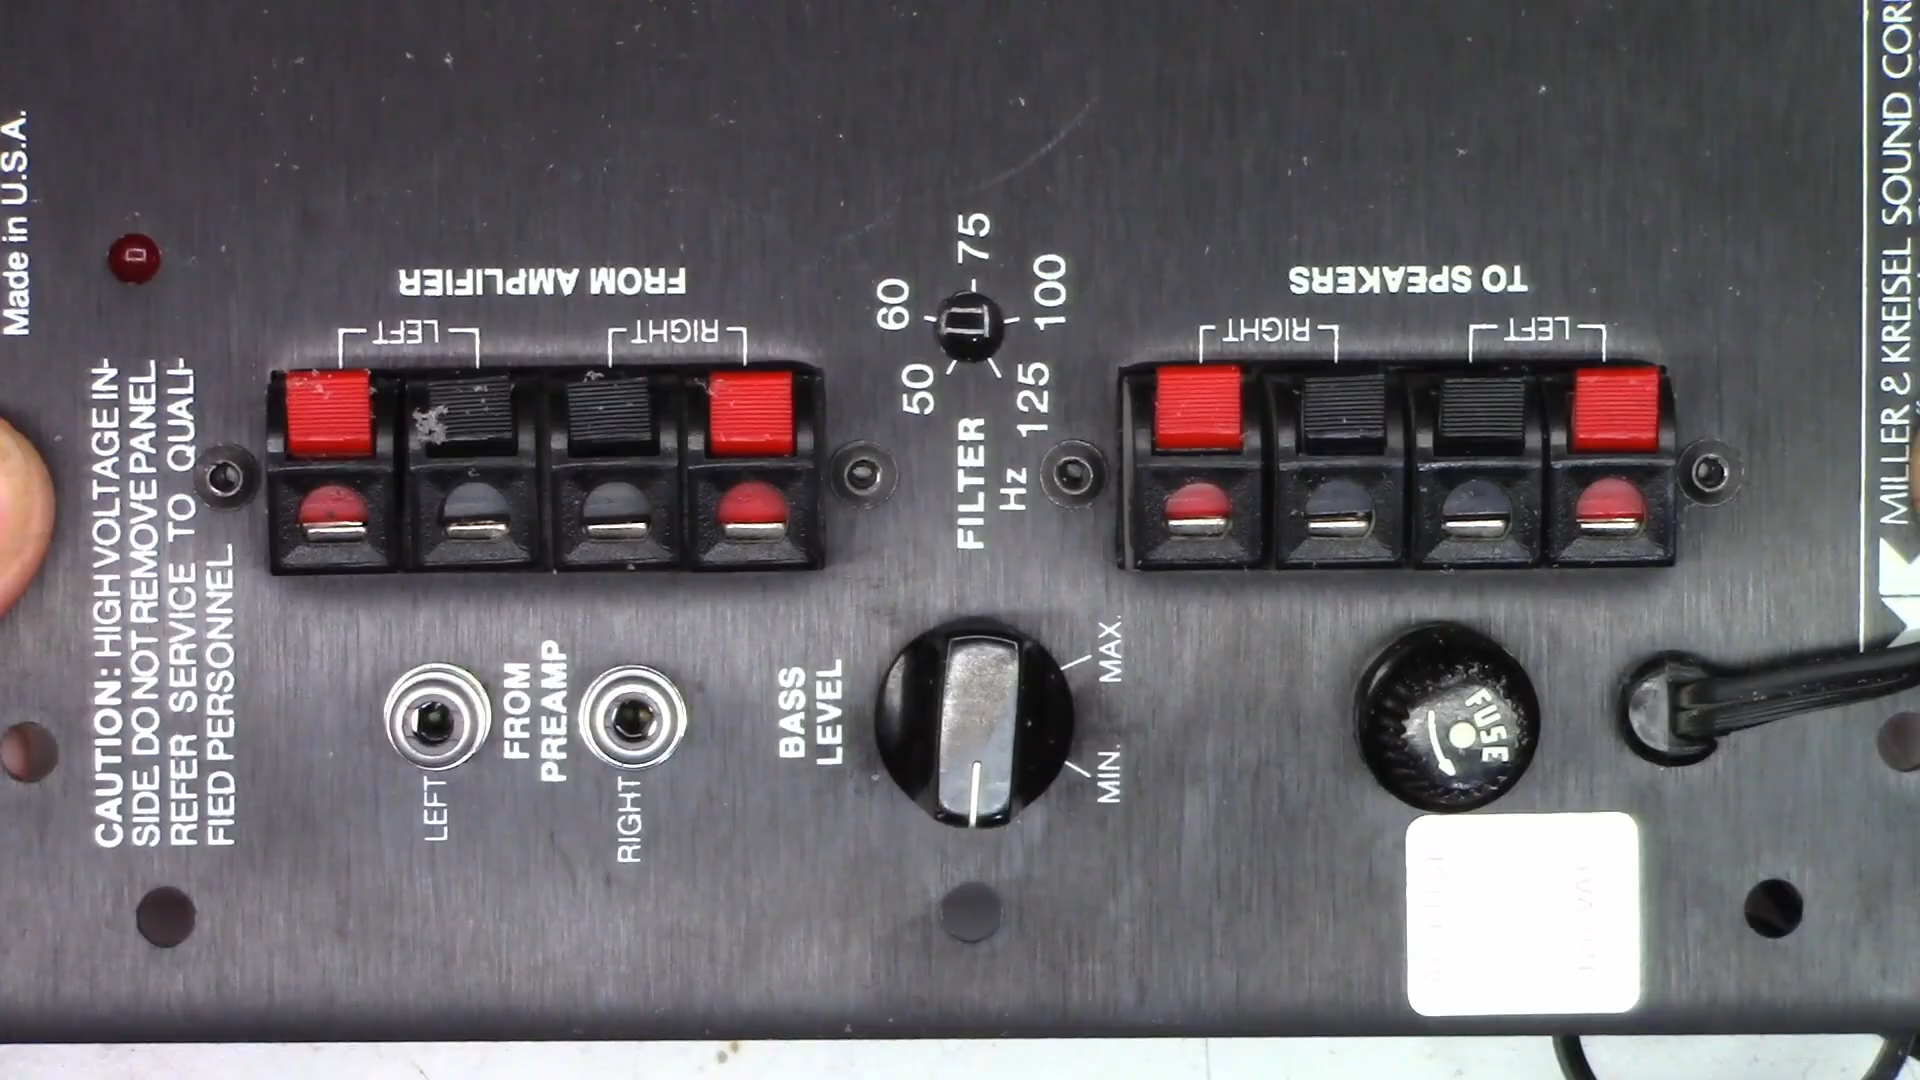 Made in U.S.A.
CAUTION: HIGH VOLTAGE IN-
SIDE. DO NOT REMOVE PANEL.
REFER SERVICE TO QUALI-
FIED PERSONNEL
FROM AMPLIFIER
LEFT
RIGHT
50
60
75
100
125
FILTER
Hz
TO SPEAKERS
RIGHT
LEFT
FROM
PREAMP
LEFT
RIGHT
BASS
LEVEL
MAX.
MIN.
FUSE
MILLER & KREISEL SOUND COR